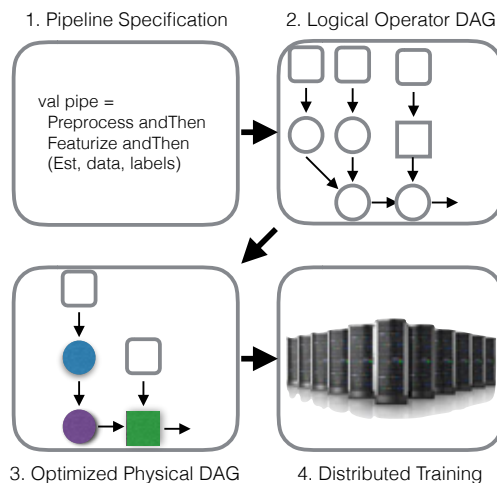 1. Pipeline Specification
2. Logical Operator DAG
val pipe =
Preprocess andThen
Featurize andThen
(Est, data, labels)
3. Optimized Physical DAG
4. Distributed Training